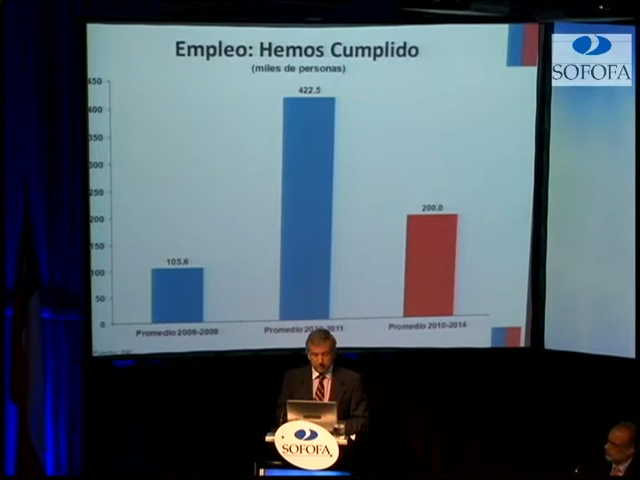 Empleo: Hemos Cumplido
(miles de personas)
450
400
350
300
250
200
150
100
50
0
105.6
422.5
200.0
Promedio 2008-2009
Promedio 2010-2011
Promedio 2010-2014
SOFOFA
SOFOFA